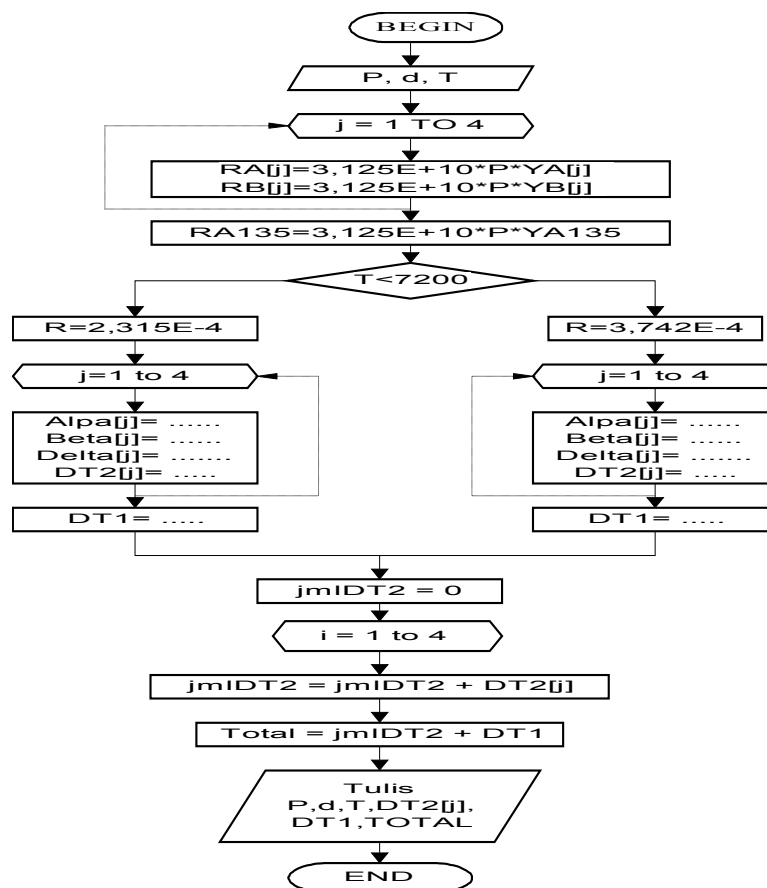 BEGIN
P, d, T
j = 1 TO 4
RA[j]=3,125E+10*P*YA[j]
RB[j]=3,125E+10*P*YB[j]
RA135=3,125E+10*P*YA135
T<7200
R=2,315E-4
R=3,742E-4
j=1 to 4
j=1 to 4
Alpa[j]= ......
Beta[j]= ......
Delta[j]= .......
DT2[j]= .....
Alpa[j]= ......
Beta[j]= ......
Delta[j]= .......
DT2[j]= .....
DT1= .....
DT1= .....
jmlDT2 = 0
i = 1 to 4
jmlDT2 = jmlDT2 + DT2[j]
Total = jmlDT2 + DT1
Tulis
P,d,T,DT2[j],
DT1,TOTAL
END